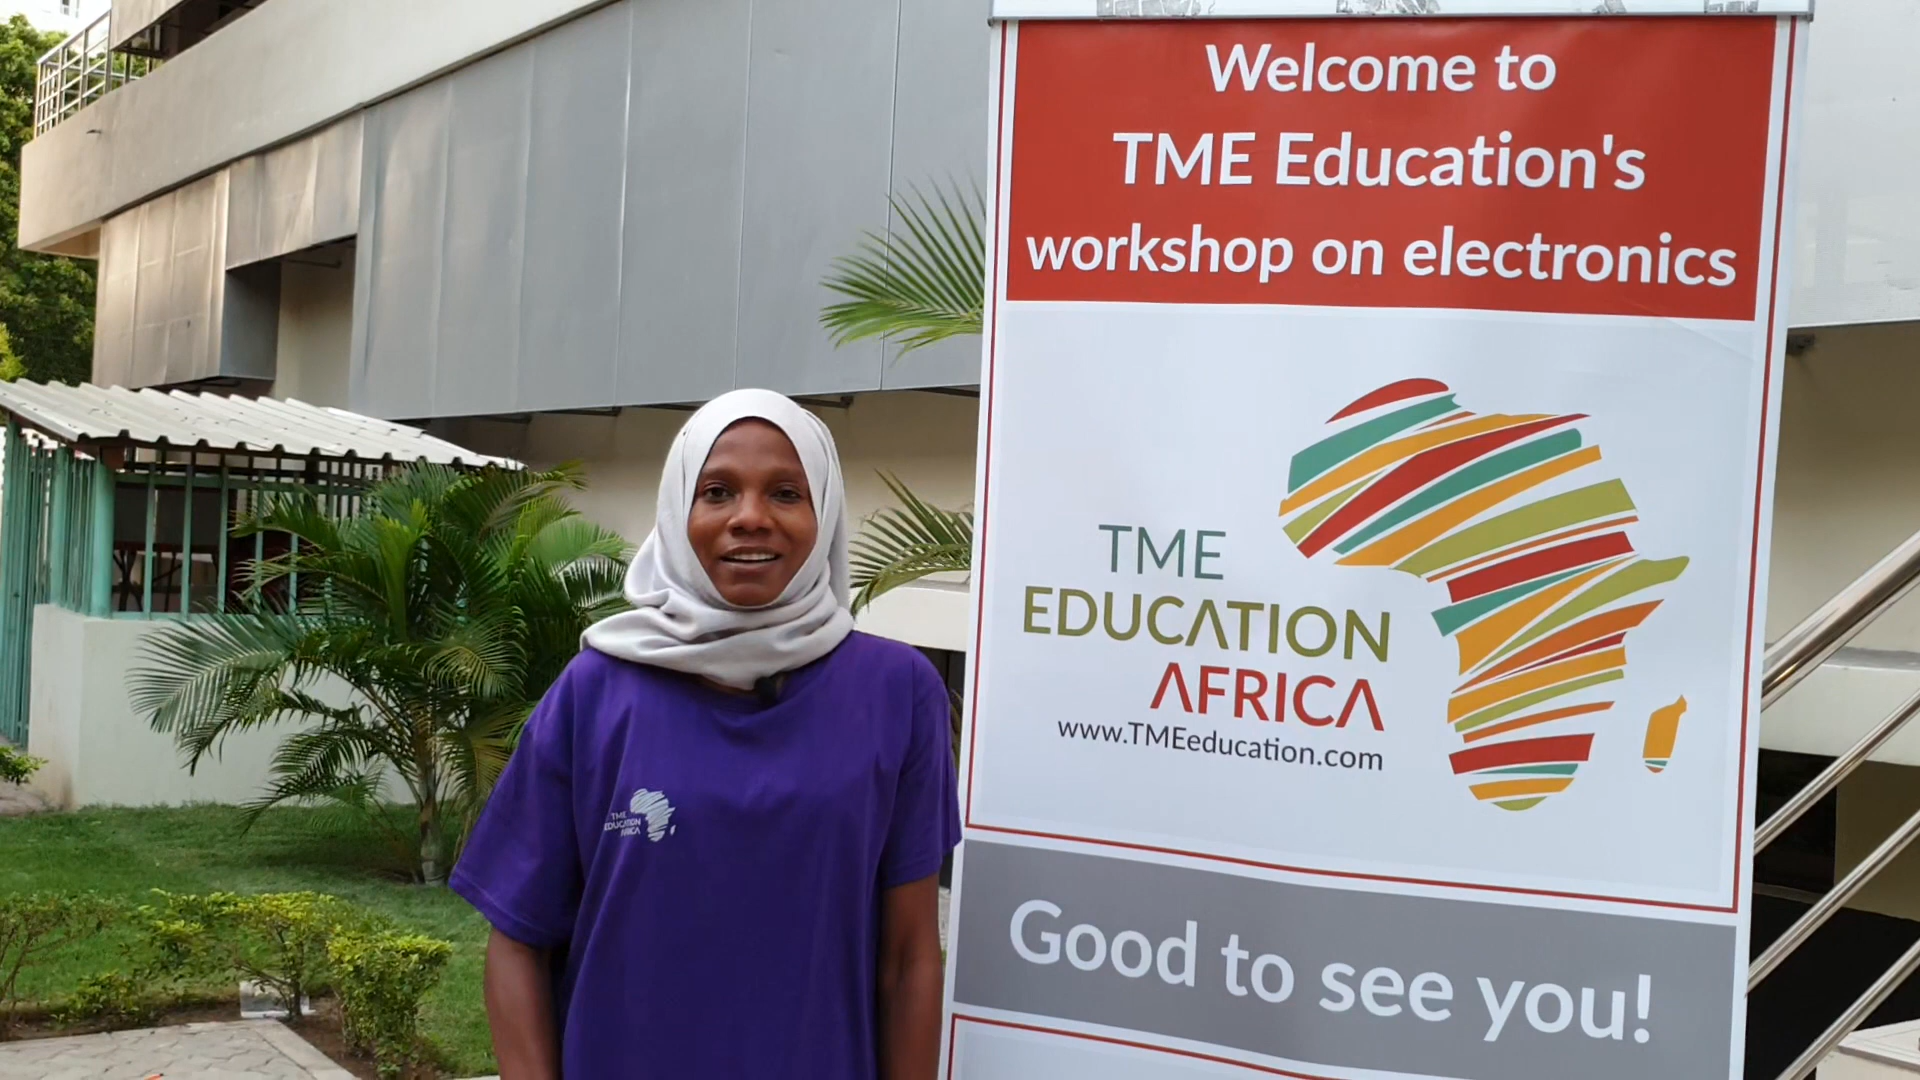 Welcome to
TME Education's
workshop on electronics
TME
EDUCATION
AFRICA
www.TMEeducation.com
Good to see you!
TME
EDUCATION
AFRICA